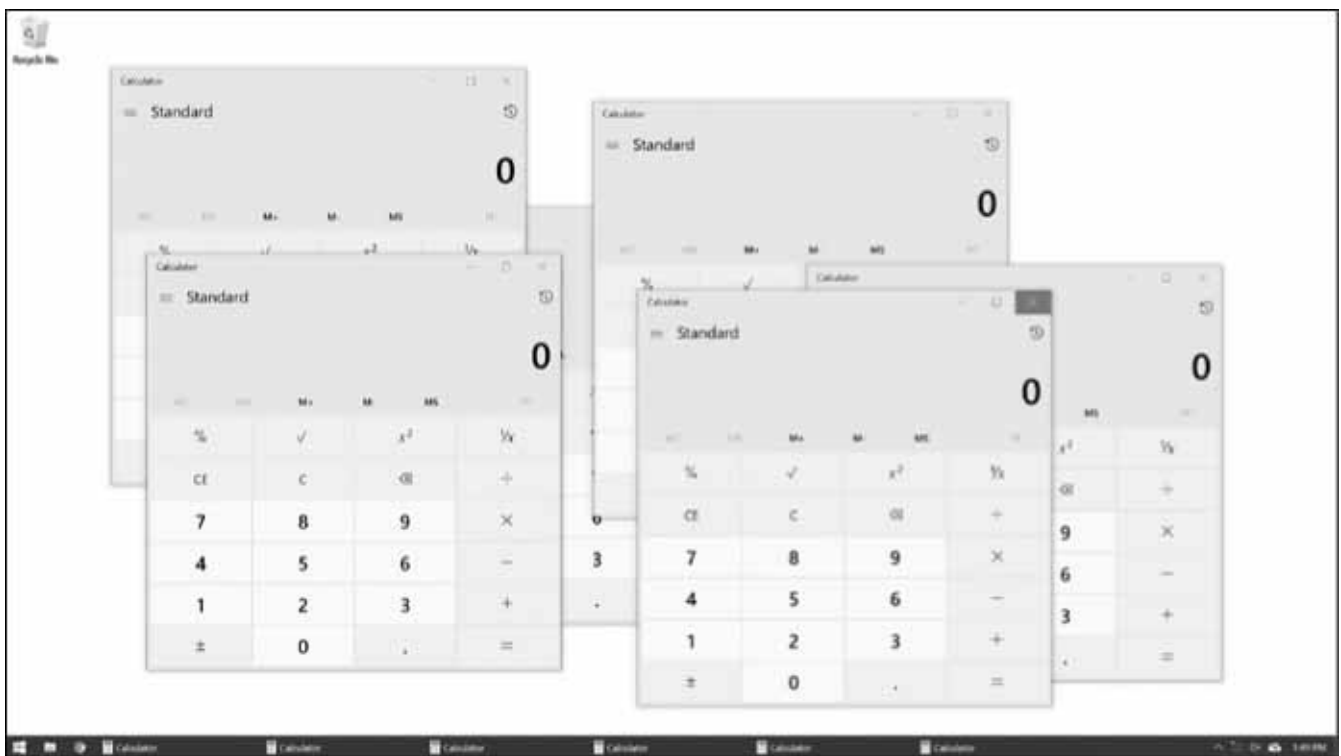 Recycle Bin
Calculator
Standard
0
M+ M- MS
% √ x² ¹/x
Calculator
Standard
0
M+ M- MS
% √
Calculator
Standard
0
M+ M- MS
% √ x² ¹/x
CE C
÷
7 8 9 ×
4 5 6 −
1 2 3 +
± 0 . =
3
.
Calculator
0
MS
x² ¹/x
÷
9 ×
6 −
3 +
. =
Calculator
Standard
0
M+ M- MS
% √ x² ¹/x
CE C
÷
7 8 9 ×
4 5 6 −
1 2 3 +
± 0 . =
Calculator Calculator Calculator Calculator Calculator Calculator